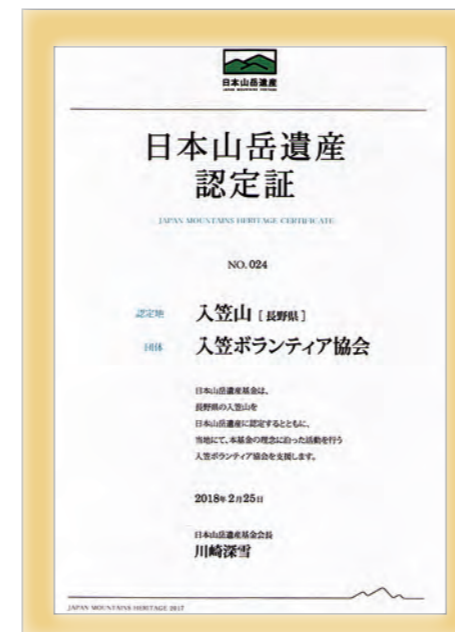 日本山岳遺産
JAPAN MOUNTAINS HERITAGE
日本山岳遺産
認定証
JAPAN MOUNTAINS HERITAGE CERTIFICATE
NO. 024
認定地 入笠山 [長野県]
団体 入笠ボランティア協会
日本山岳遺産基金は、
長野県の入笠山を
日本山岳遺産に認定するとともに、
当地にて、本基金の理念に沿った活動を行う
入笠ボランティア協会を支援します。
2018年2月25日
日本山岳遺産基金会長
川崎深雪
JAPAN MOUNTAINS HERITAGE 2017